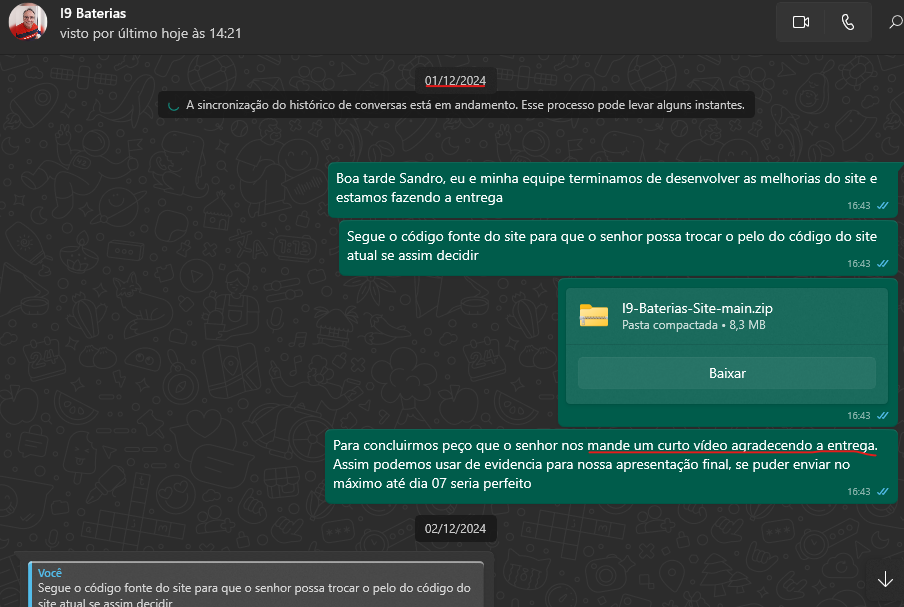 I9 Baterias
visto por último hoje às 14:21
01/12/2024
A sincronização do histórico de conversas está em andamento. Esse processo pode levar alguns instantes.
Boa tarde Sandro, eu e minha equipe terminamos de desenvolver as melhorias do site e
estamos fazendo a entrega
16:43
Segue o código fonte do site para que o senhor possa trocar o pelo do código do site
atual se assim decidir
16:43
I9-Baterias-Site-main.zip
Pasta compactada • 8,3 MB
Baixar
16:43
Para concluirmos peço que o senhor nos mande um curto vídeo agradecendo a entrega.
Assim podemos usar de evidencia para nossa apresentação final, se puder enviar no
máximo até dia 07 seria perfeito
16:43
02/12/2024
Você
Segue o código fonte do site para que o senhor possa trocar o pelo do código do
site atual se assim decidir